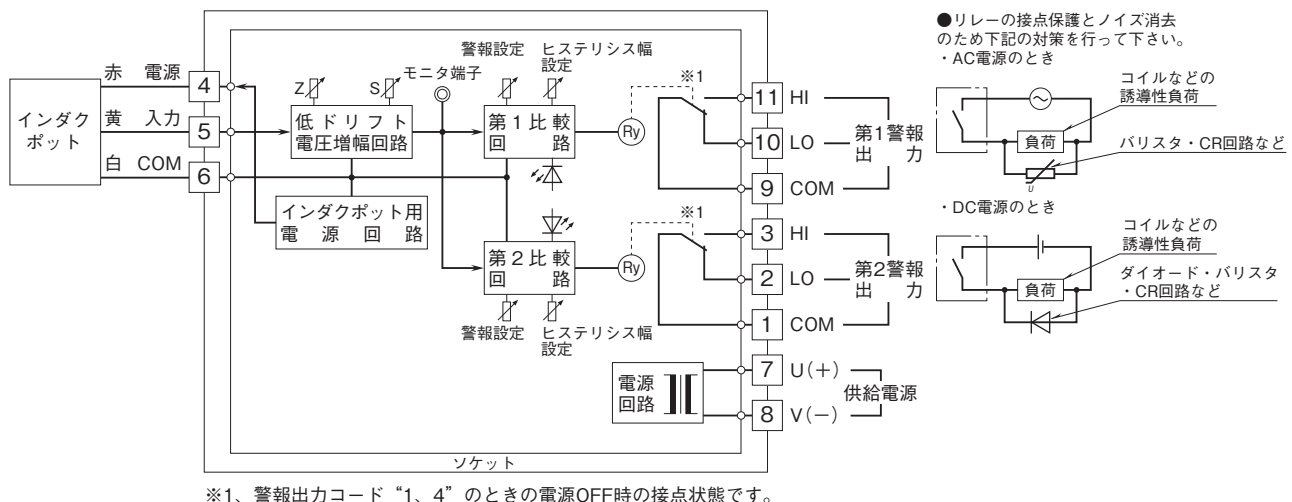 インダク
ポット
赤 電源
黄 入力
白 COM
4
5
6
Z
S
モニタ端子
警報設定
ヒステリシス幅
設定
低ドリフト
電圧増幅回路
第1比較
回路
インダクポット用
電源回路
第2比較
回路
警報設定
ヒステリシス幅
設定
Ry
※1
Ry
※1
11 HI
10 LO
9 COM
第1警報
出力
3 HI
2 LO
1 COM
第2警報
出力
電源
回路
7 U(+)
8 V(−)
供給電源
ソケット
※1、警報出力コード“1、4”のときの電源OFF時の接点状態です。
●リレーの接点保護とノイズ消去
のため下記の対策を行って下さい。
・AC電源のとき
コイルなどの
誘導性負荷
負荷
バリスタ・CR回路など
U
・DC電源のとき
コイルなどの
誘導性負荷
負荷
ダイオード・バリスタ
・CR回路など